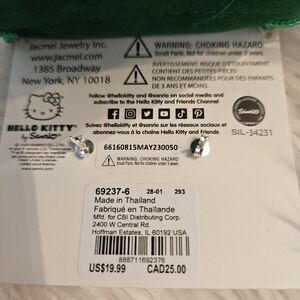 Jacmel Jewelry Inc.
www.jacmel.com
1385 Broadway
New York, NY 10018
WARNING: CHOKING HAZARD
Small Parts. Not for children under 3 years.
AVERTISSEMENT: RISQUE D'ÉTOUFFEMENT
CONTIENT DES PETITES PIÈCES
NON RECOMMANDÉ POUR LES ENFANTS
DE 3 ANS ET MOINS.
Follow @hellokitty and @sanrio on social media and
subscribe to the Hello Kitty and Friends Channel
Suivez @hellokitty et @sanrio sur les réseaux sociaux et
abonnez-vous à la chaîne Hello Kitty and Friends
HELLO KITTY
by Sanrio
Sanrio
SIL-34231
66160815MAY230050
WARNING: CHOKING HAZARD
Small Parts. Not for children under 3 years.
69237-6 28-01 293
Made in Thailand
Fabriqué en Thaïlande
Mfd. for CBI Distributing Corp.
2400 W Central Rd.
Hoffman Estates, IL 60192 USA
888711692376
US$19.99 CAD25.00